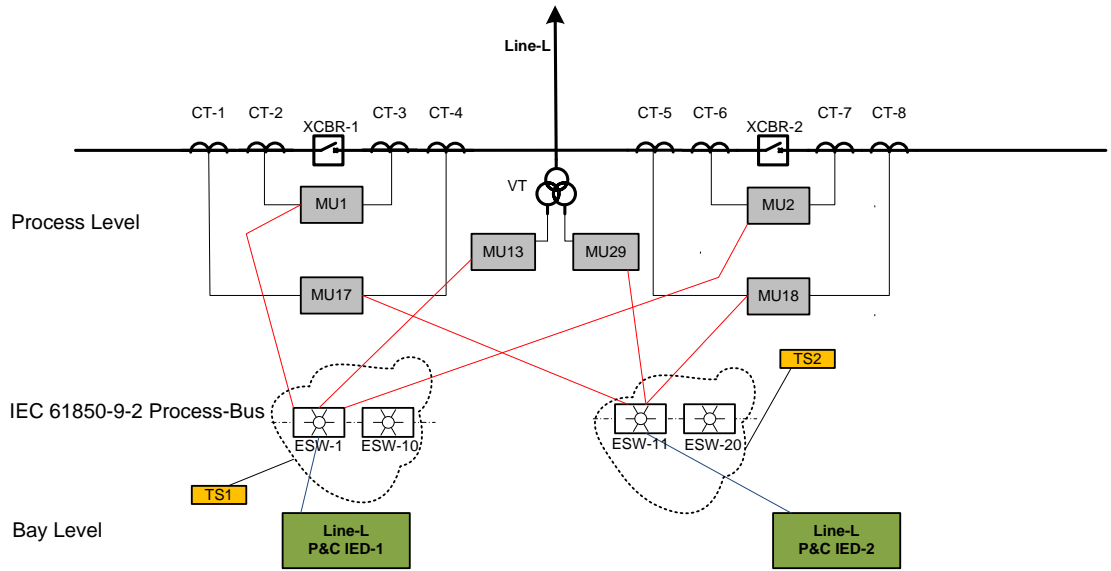 Line-L
CT-1
CT-2
CT-3
CT-4
CT-5
CT-6
CT-7
CT-8
XCBR-1
XCBR-2
VT
MU1
MU2
Process Level
MU13
MU29
MU17
MU18
TS2
IEC 61850-9-2 Process-Bus
ESW-1
ESW-10
ESW-11
ESW-20
TS1
Bay Level
Line-L
P&C IED-1
Line-L
P&C IED-2